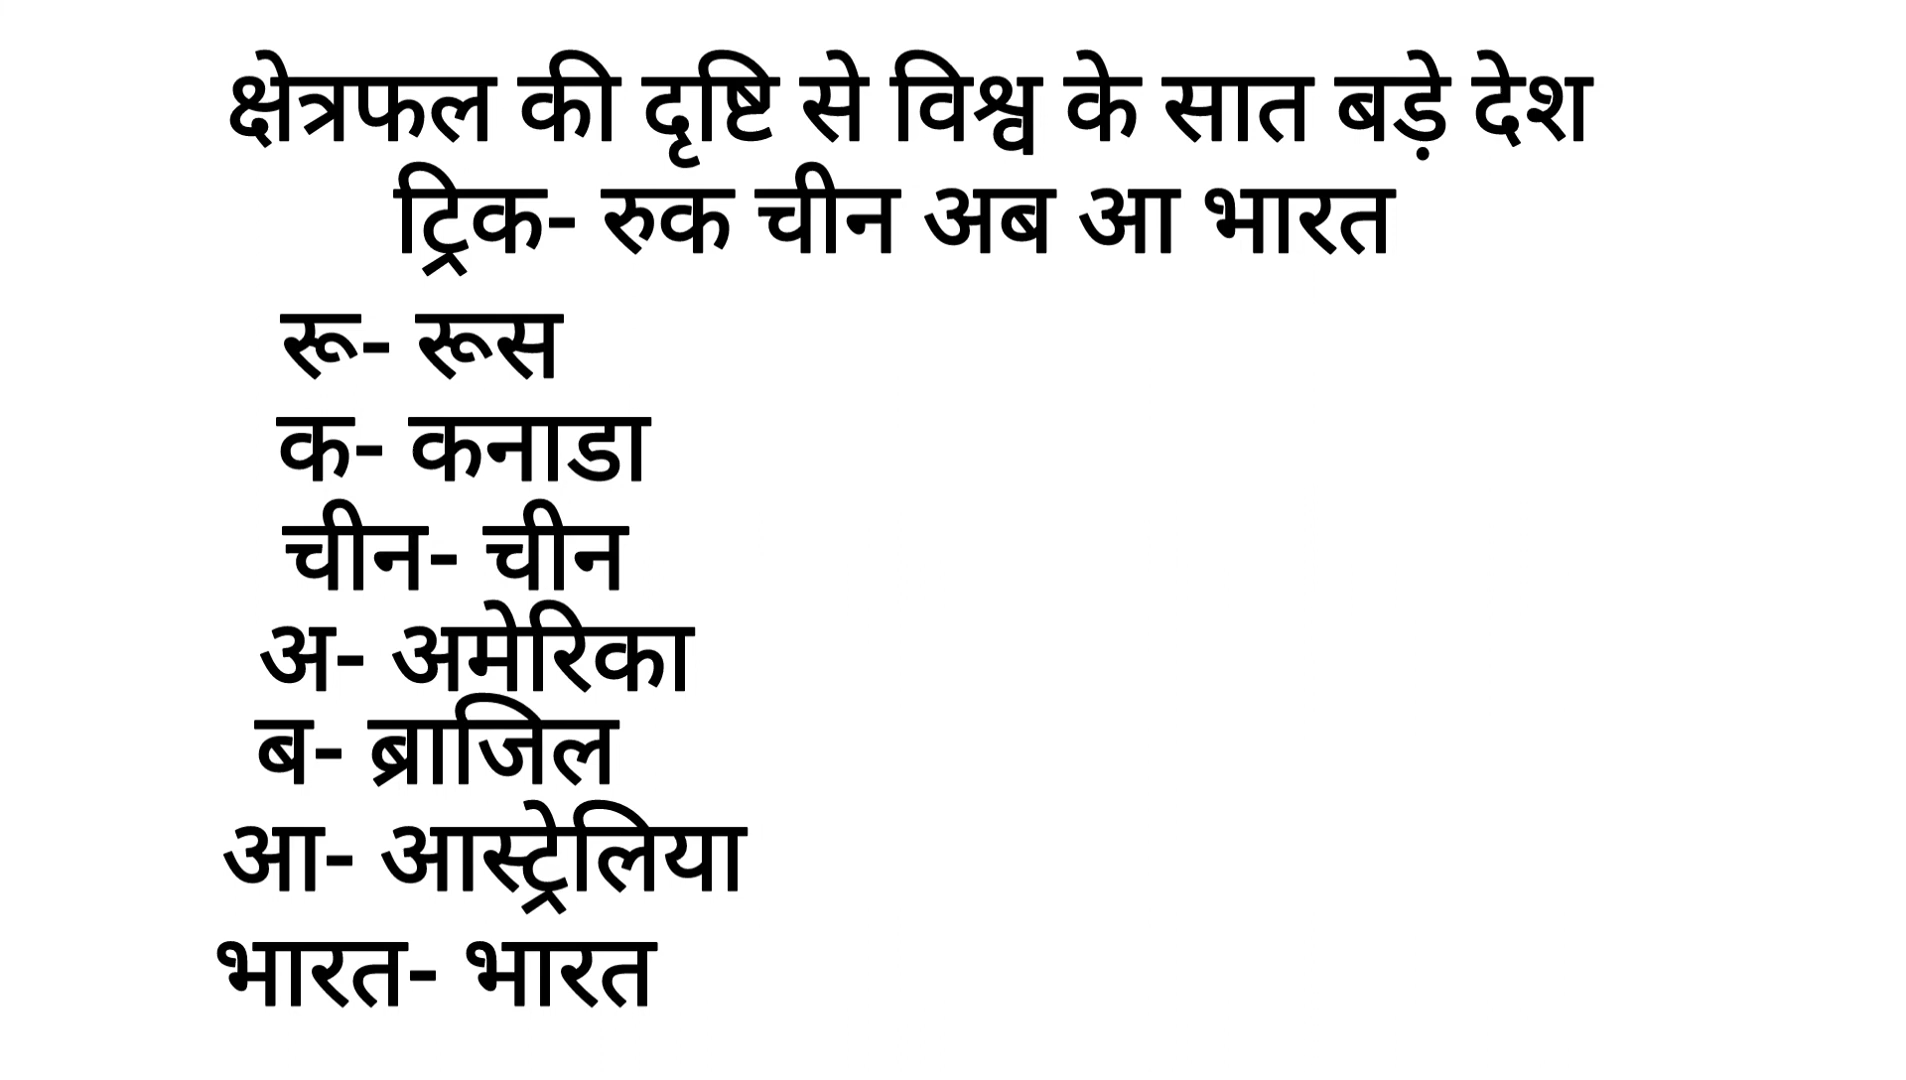 क्षेत्रफल की दृष्टि से विश्व के सात बड़े देश
ट्रिक- रुक चीन अब आ भारत
रू- रूस
क- कनाडा
चीन- चीन
अ- अमेरिका
ब- ब्राजिल
आ- आस्ट्रेलिया
भारत- भारत